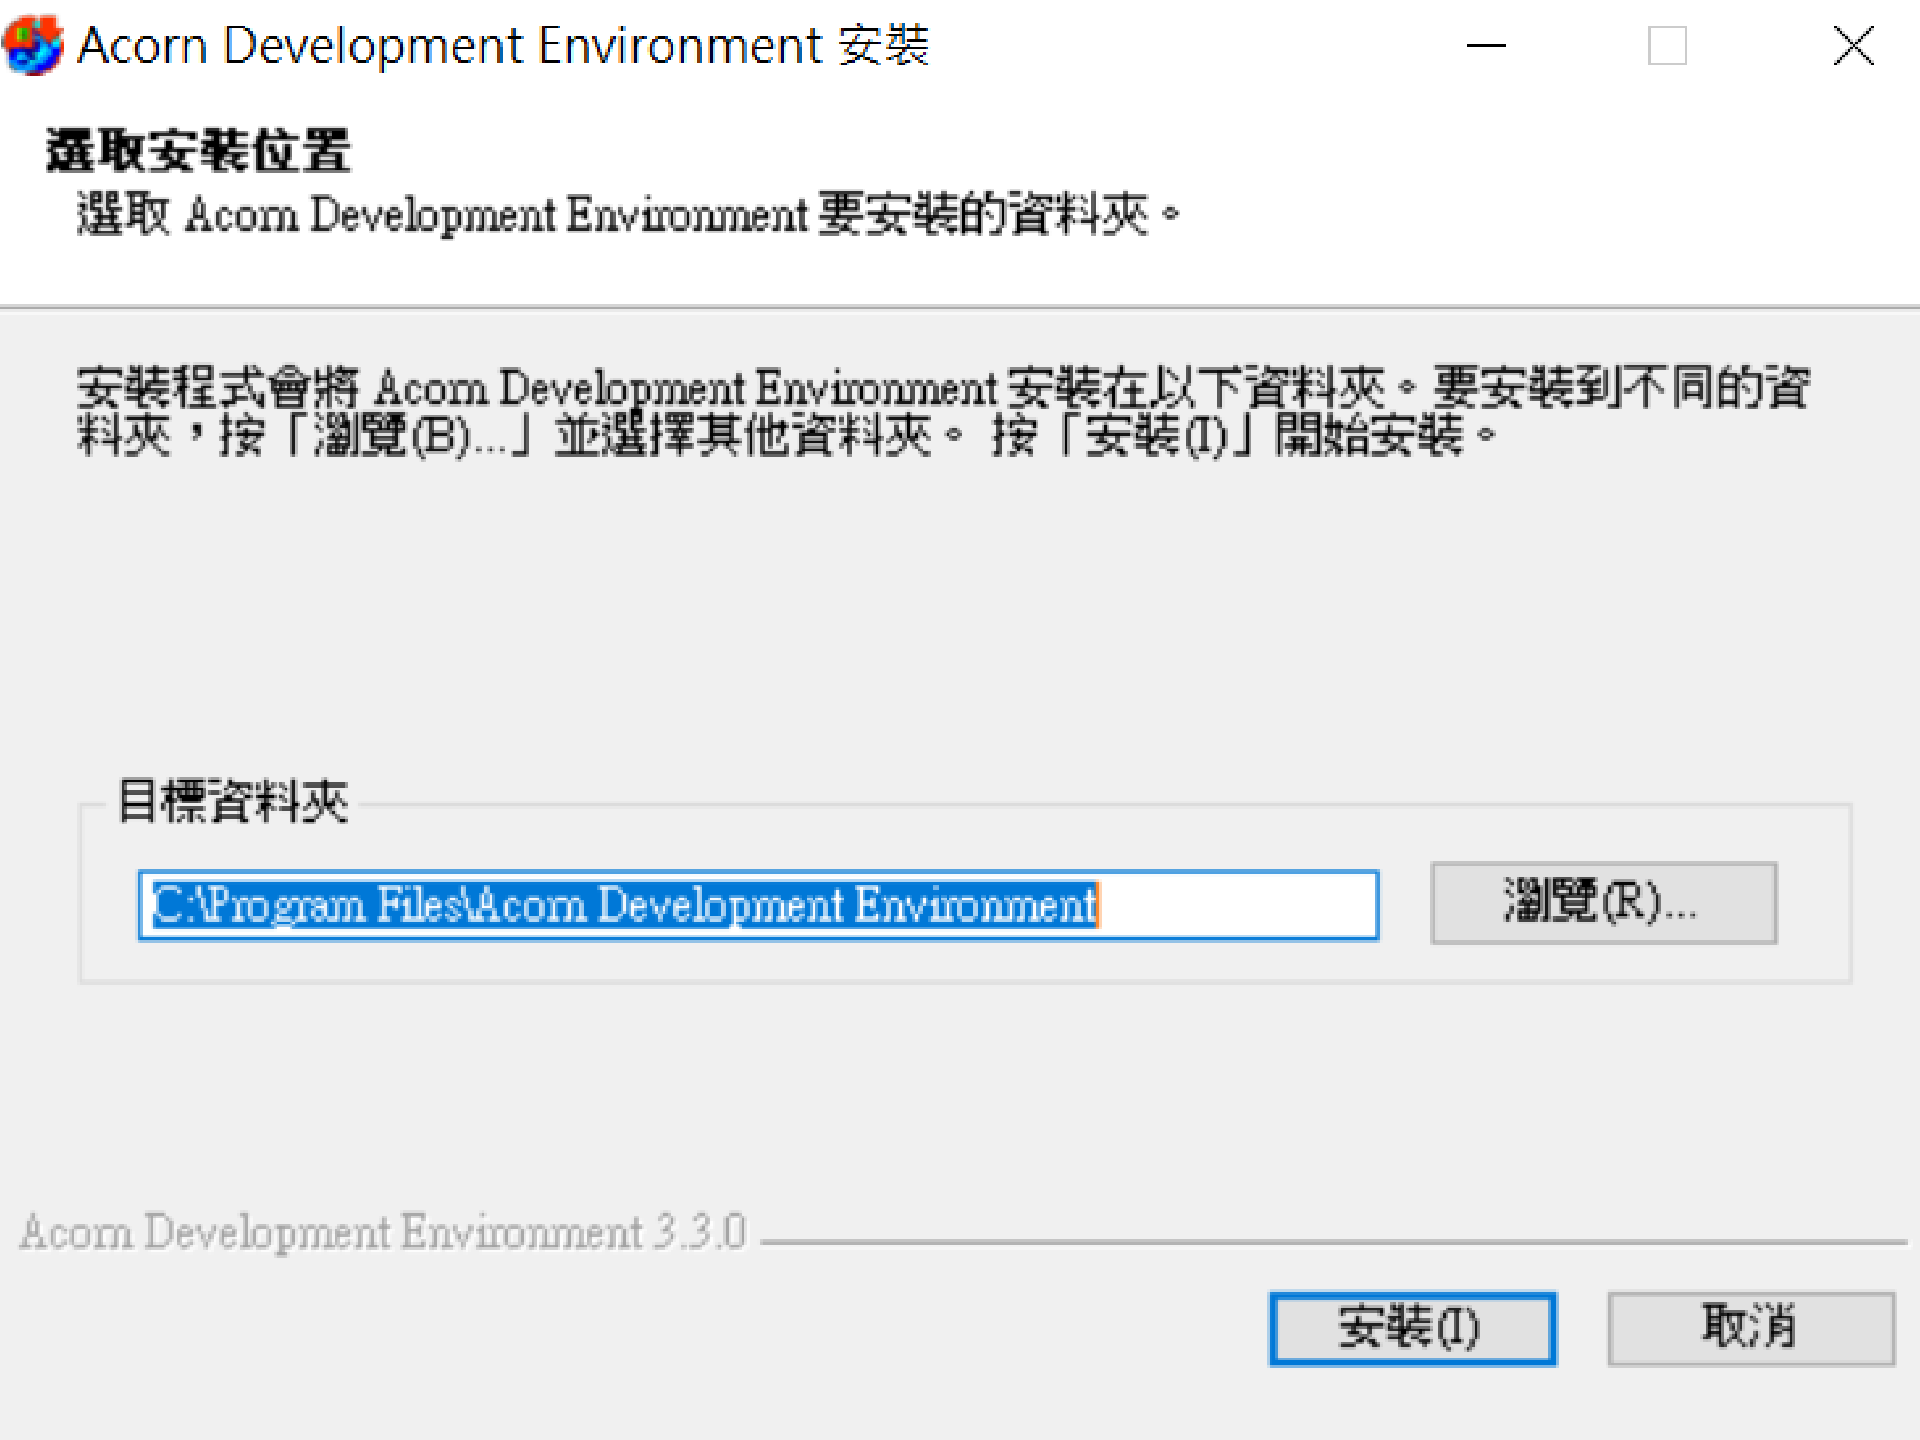 Acorn Development Environment 安裝
選取安裝位置
選取 Acorn Development Environment 要安裝的資料夾。
安裝程式會將 Acorn Development Environment 安裝在以下資料夾。要安裝到不同的資
料夾，按「瀏覽(B)...」並選擇其他資料夾。 按「安裝(I)」開始安裝。
目標資料夾
C:\Program Files\Acorn Development Environment
瀏覽(R)...
Acorn Development Environment 3.3.0
安裝(I)
取消